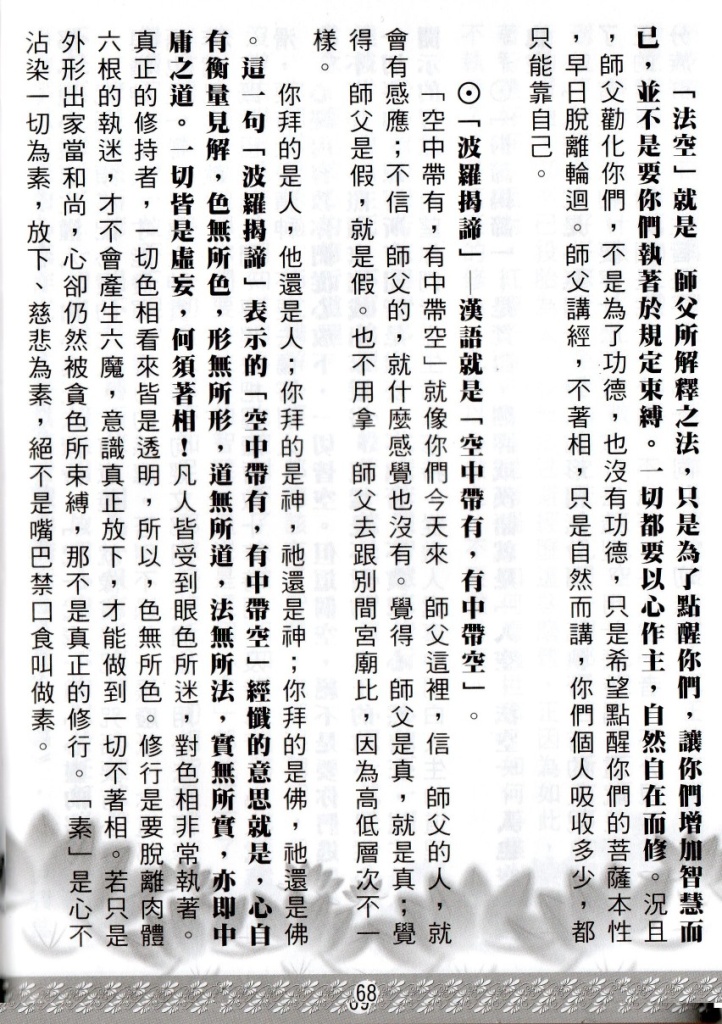 「法空」就是 師父所解釋之法，只是為了點醒你們，讓你們增加智慧而
已，並不是要你們執著於規定束縛。一切都要以心作主，自然自在而修。況且
，師父勸化你們，不是為了功德，也沒有功德，只是希望點醒你們的菩薩本性
，早日脫離輪迴。師父講經，不著相，只是自然而講，你們個人吸收多少，都
只能靠自己。
⊙「波羅揭諦」─漢語就是「空中帶有，有中帶空」。
「空中帶有，有中帶空」就像你們今天來 師父這裡，信生 師父的人，就
會有感應；不信 師父的，就什麼感覺也沒有。覺得 師父是真，就是真；覺
得 師父是假，就是假。也不用拿 師父去跟別間宮廟比，因為高低層次不一
樣。
你拜的是人，他還是人；你拜的是神，祂還是神；你拜的是佛，祂還是佛
。這一句「波羅揭諦」表示的「空中帶有，有中帶空」經懺的意思就是，心自
有衡量見解，色無所色，形無所形，道無所道，法無所法，實無所實，亦即中
庸之道。一切皆是虛妄，何須著相！凡人皆受到眼色所迷，對色相非常執著。
真正的修持者，一切色相看來皆是透明，所以，色無所色。修行是要脫離肉體
六根的執迷，才不會產生六魔，意識真正放下，才能做到一切不著相。若只是
外形出家當和尚，心卻仍然被貪色所束縛，那不是真正的修行。「素」是心不
沾染一切為素，放下、慈悲為素，絕不是嘴巴禁口食叫做素。
68